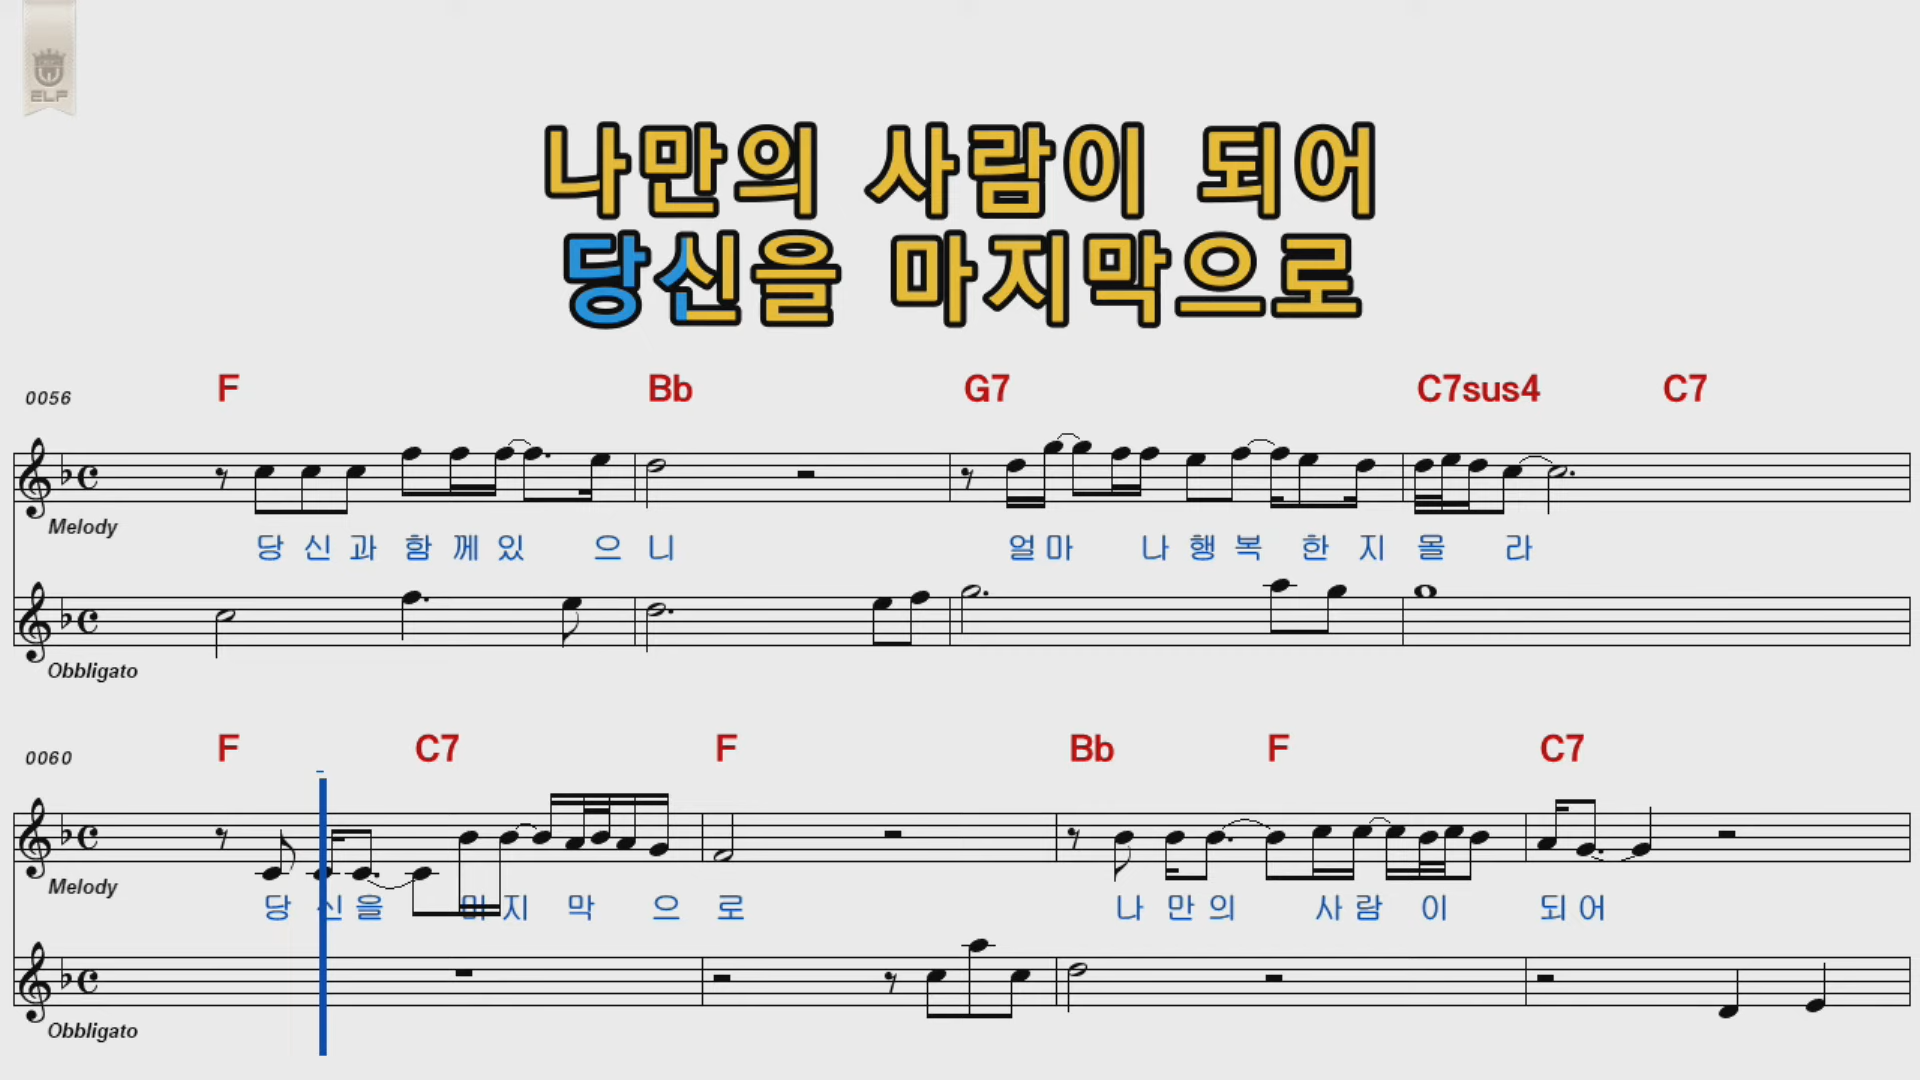 ELF
나만의 사람이 되어
당신을 마지막으로
0056 F Bb G7 C7sus4 C7
Melody
당 신 과 함 께 있 으 니 얼 마 나 행 복 한 지 몰 라
Obbligato
0060 F C7 F Bb F C7
Melody
당 신 을 마 지 막 으 로 나 만 의 사 람 이 되 어
Obbligato